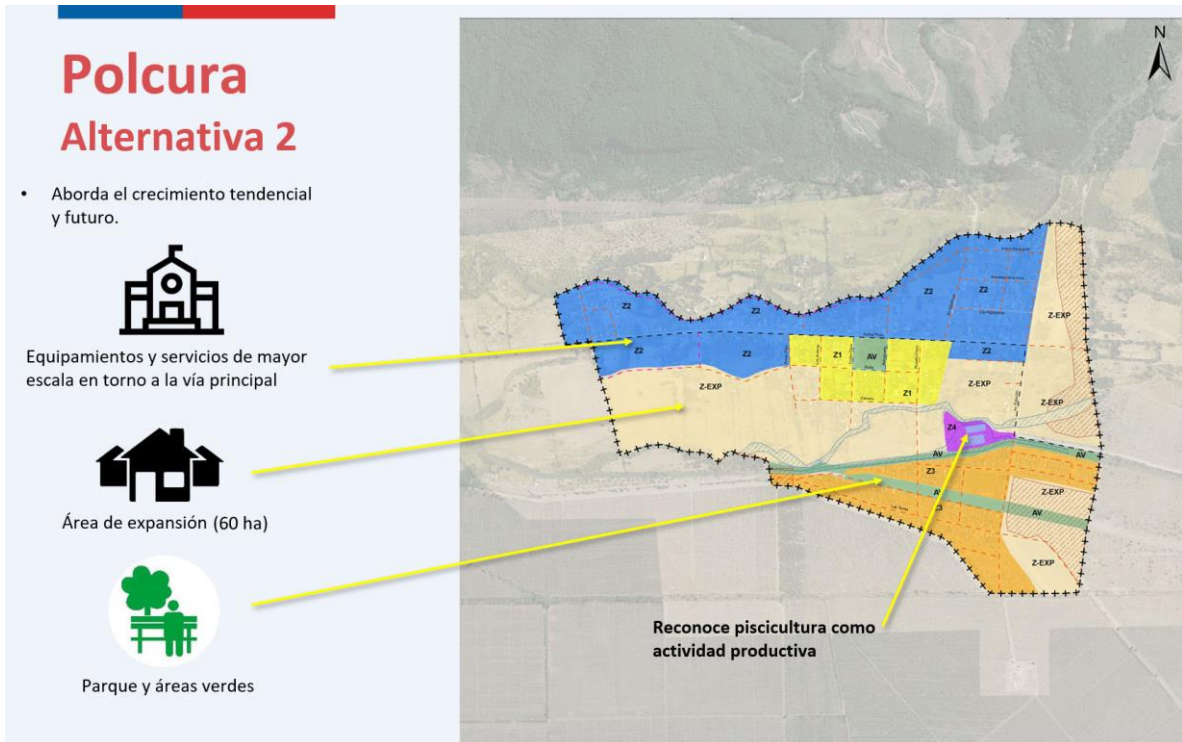 Polcura
Alternativa 2
• Aborda el crecimiento tendencial
y futuro.
Equipamientos y servicios de mayor
escala en torno a la vía principal
Área de expansión (60 ha)
Parque y áreas verdes
N
Z2
Z2
Z2
Z2
Z2
Z-EXP
Z2
Z2
Z1
AV
Z2
Z-EXP
Z1
Z-EXP
Z-EXP
Z4
AV
AV
Z3
Z-EXP
AV
Z-EXP
Reconoce piscicultura como
actividad productiva